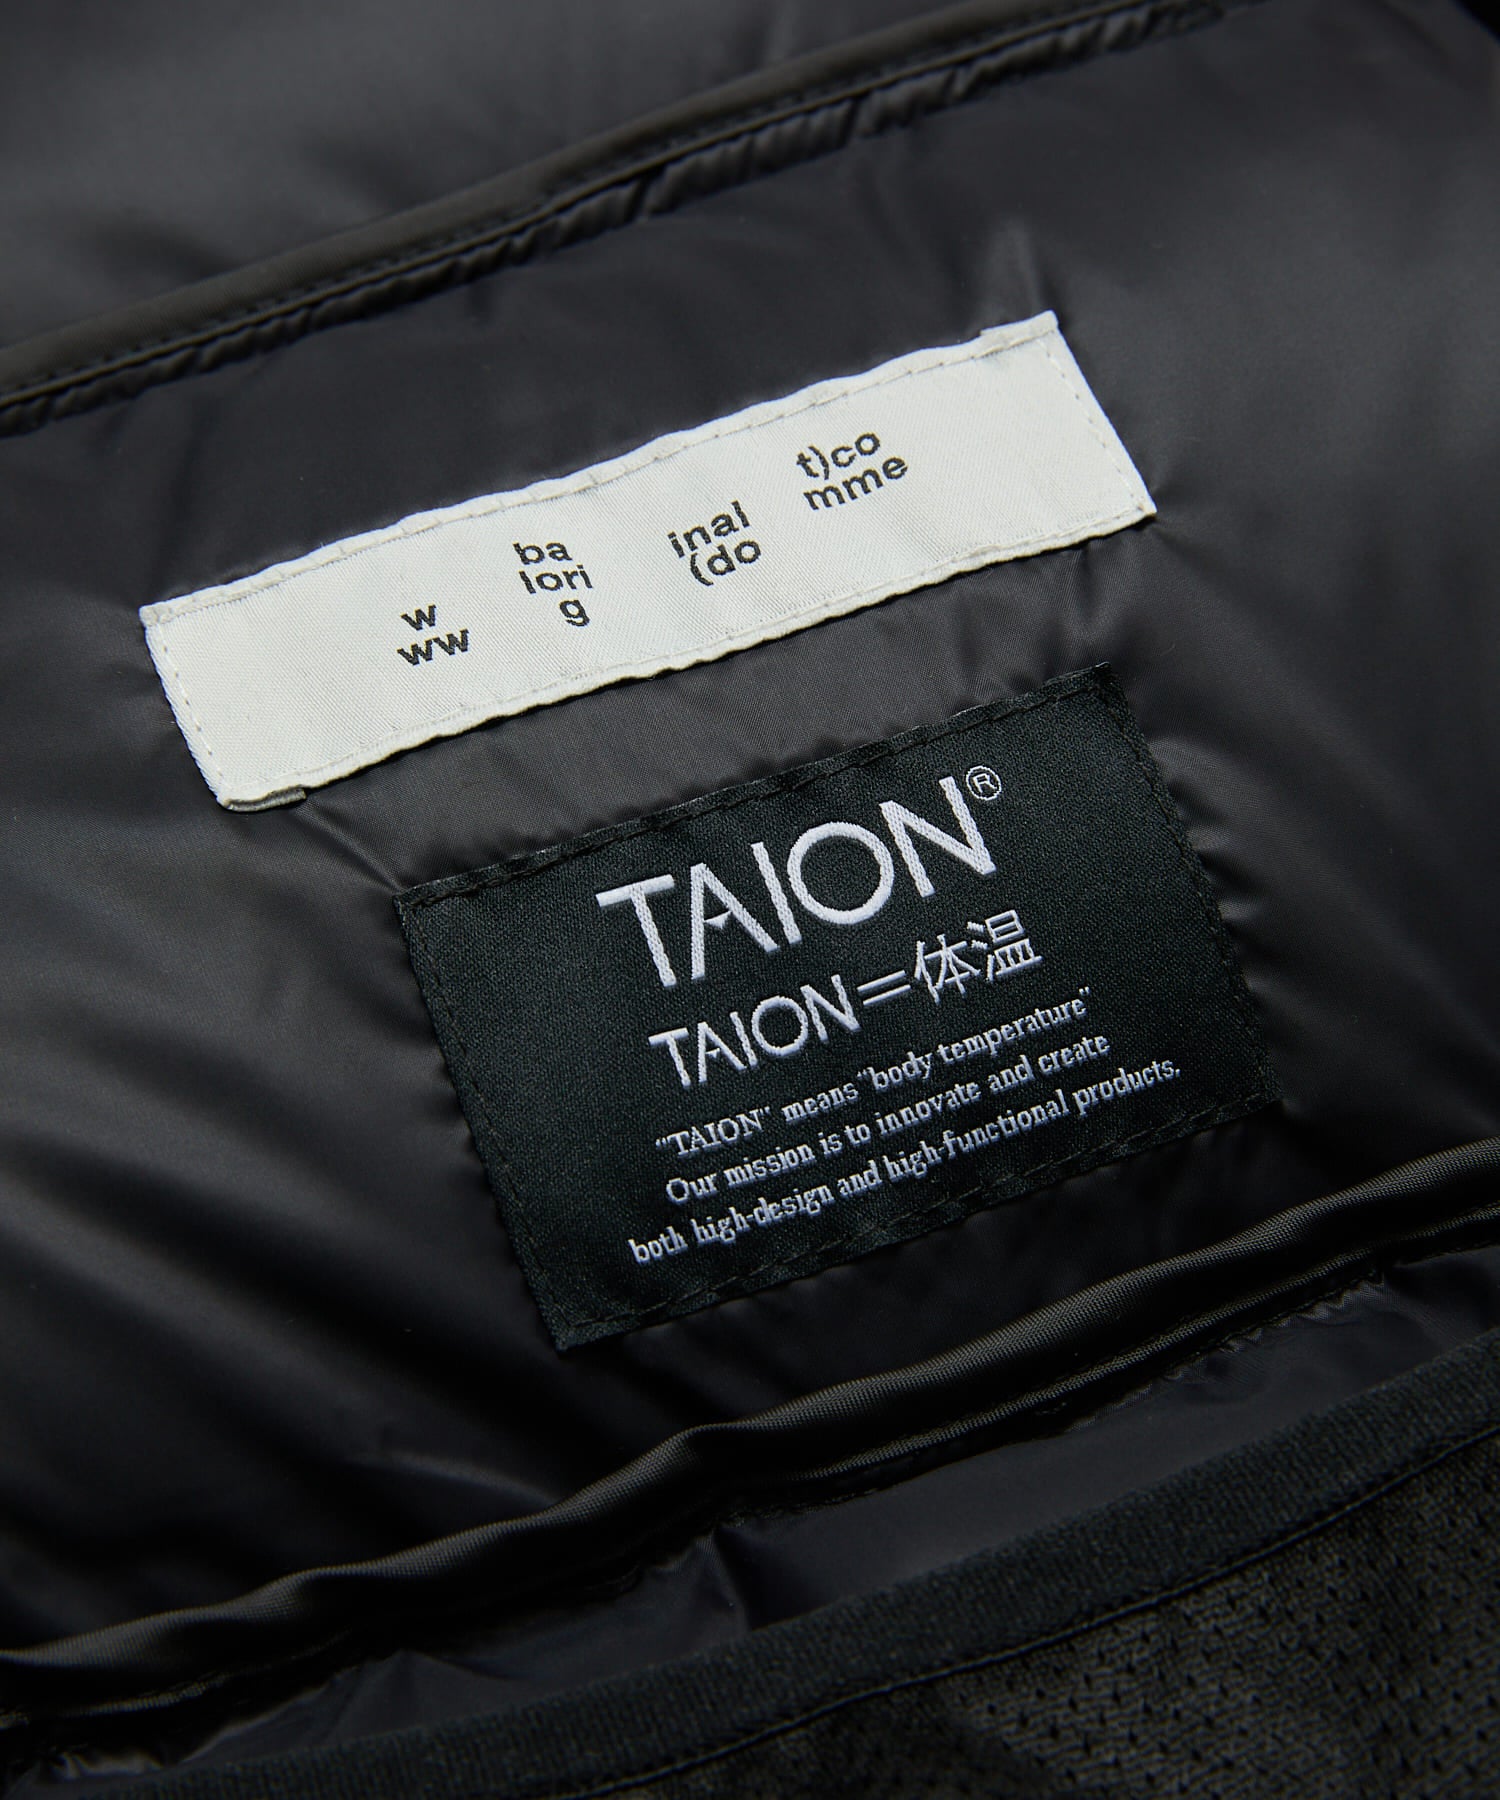 w
ww
ba
lori
g
inal
(do
t)co
mme
TAION®
TAION=体温
"TAION" means "body temperature"
Our mission is to innovate and create
both high-design and high-functional products.